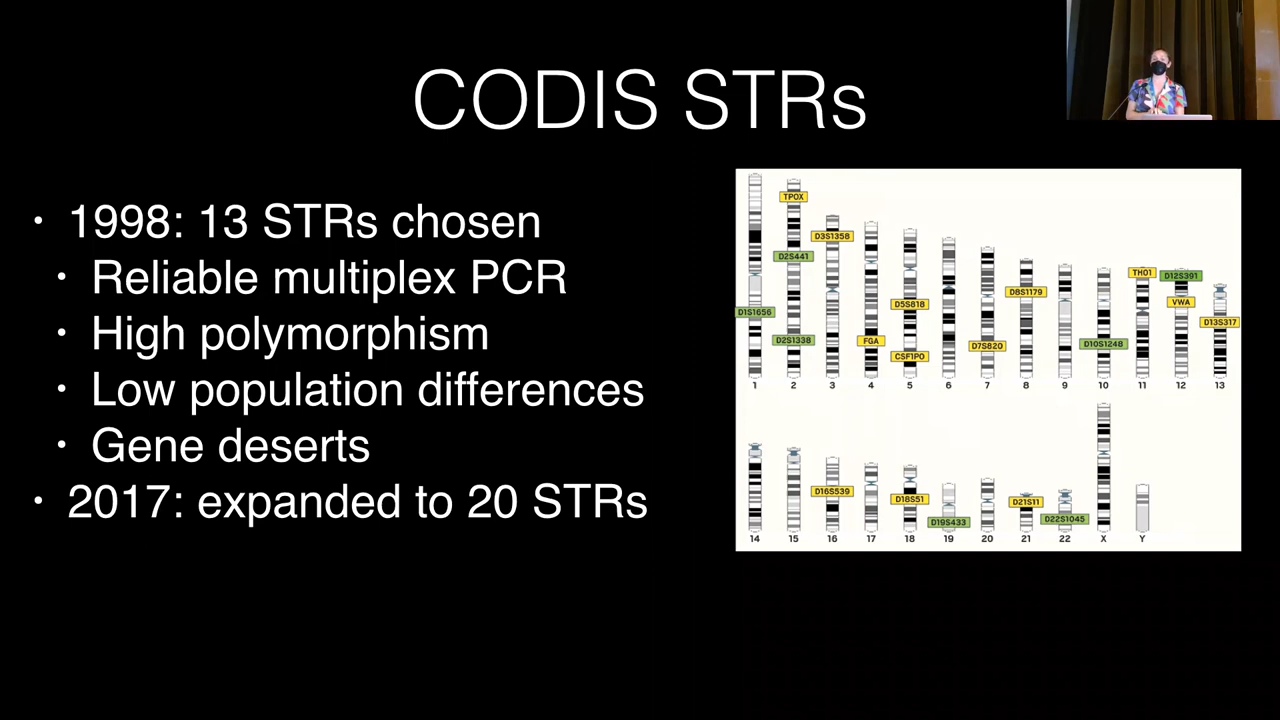 CODIS STRs
• 1998: 13 STRs chosen
• Reliable multiplex PCR
• High polymorphism
• Low population differences
• Gene deserts
• 2017: expanded to 20 STRs
TPOX
D3S1358
D2S441
TH01
D12S391
D8S1179
VWA
D5S818
D1S1656
D13S317
D2S1338
FGA
D7S820
D10S1248
CSF1PO
1 2 3 4 5 6 7 8 9 10 11 12 13
D16S539
D18S51
D21S11
D19S433
D22S1045
14 15 16 17 18 19 20 21 22 X Y